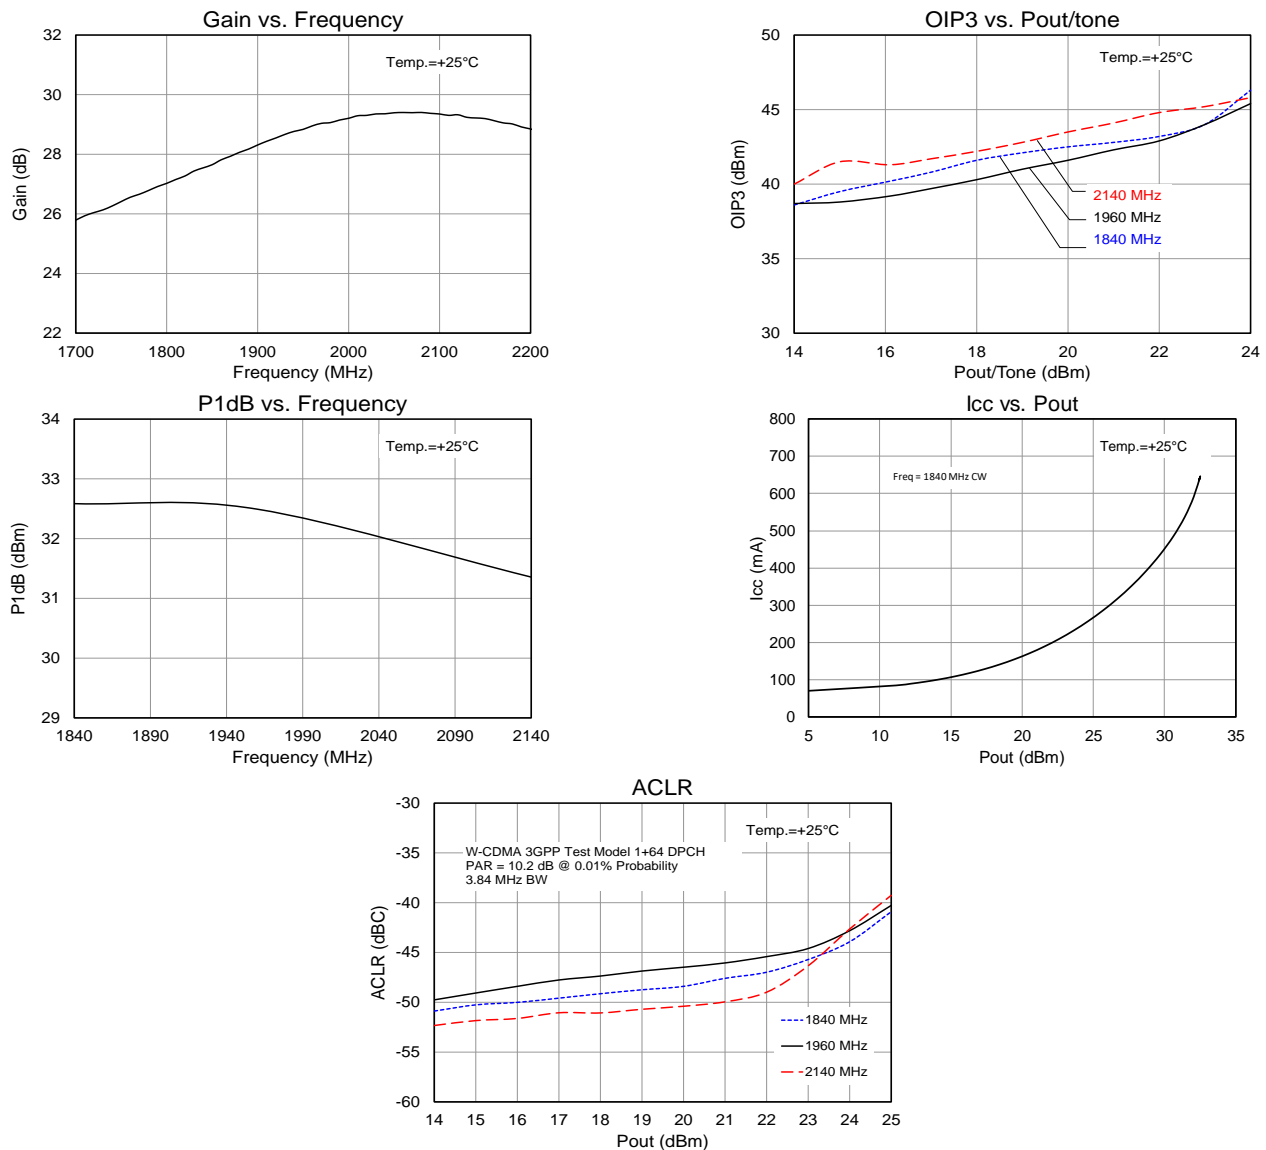 Gain vs. Frequency
32
30
28
26
24
22
Gain (dB)
Temp.=+25°C
1700 1800 1900 2000 2100 2200
Frequency (MHz)
OIP3 vs. Pout/tone
50
45
40
35
30
OIP3 (dBm)
Temp.=+25°C
2140 MHz
1960 MHz
1840 MHz
14 16 18 20 22 24
Pout/Tone (dBm)
P1dB vs. Frequency
34
33
32
31
30
29
P1dB (dBm)
Temp.=+25°C
1840 1890 1940 1990 2040 2090 2140
Frequency (MHz)
Icc vs. Pout
800
700
600
500
400
300
200
100
0
Icc (mA)
Temp.=+25°C
Freq = 1840 MHz CW
5 10 15 20 25 30 35
Pout (dBm)
ACLR
-30
-35
-40
-45
-50
-55
-60
ACLR (dBC)
Temp.=+25°C
W-CDMA 3GPP Test Model 1+64 DPCH
PAR = 10.2 dB @ 0.01% Probability
3.84 MHz BW
1840 MHz
1960 MHz
2140 MHz
14 15 16 17 18 19 20 21 22 23 24 25
Pout (dBm)